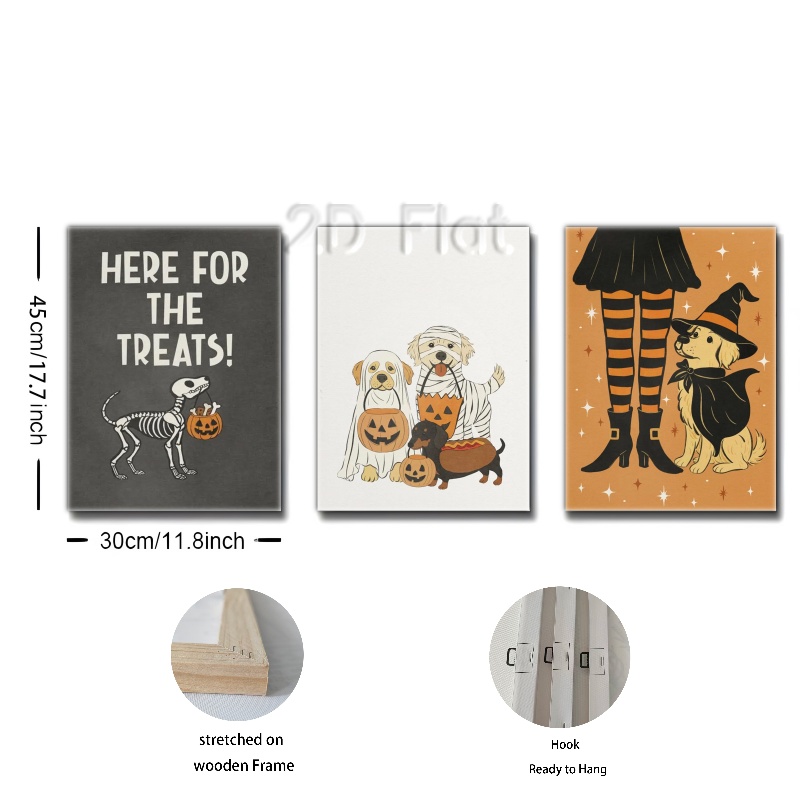 2D Flat
HERE FOR
THE
TREATS!
45cm/17.7inch
30cm/11.8inch
stretched on
wooden Frame
Hook
Ready to Hang